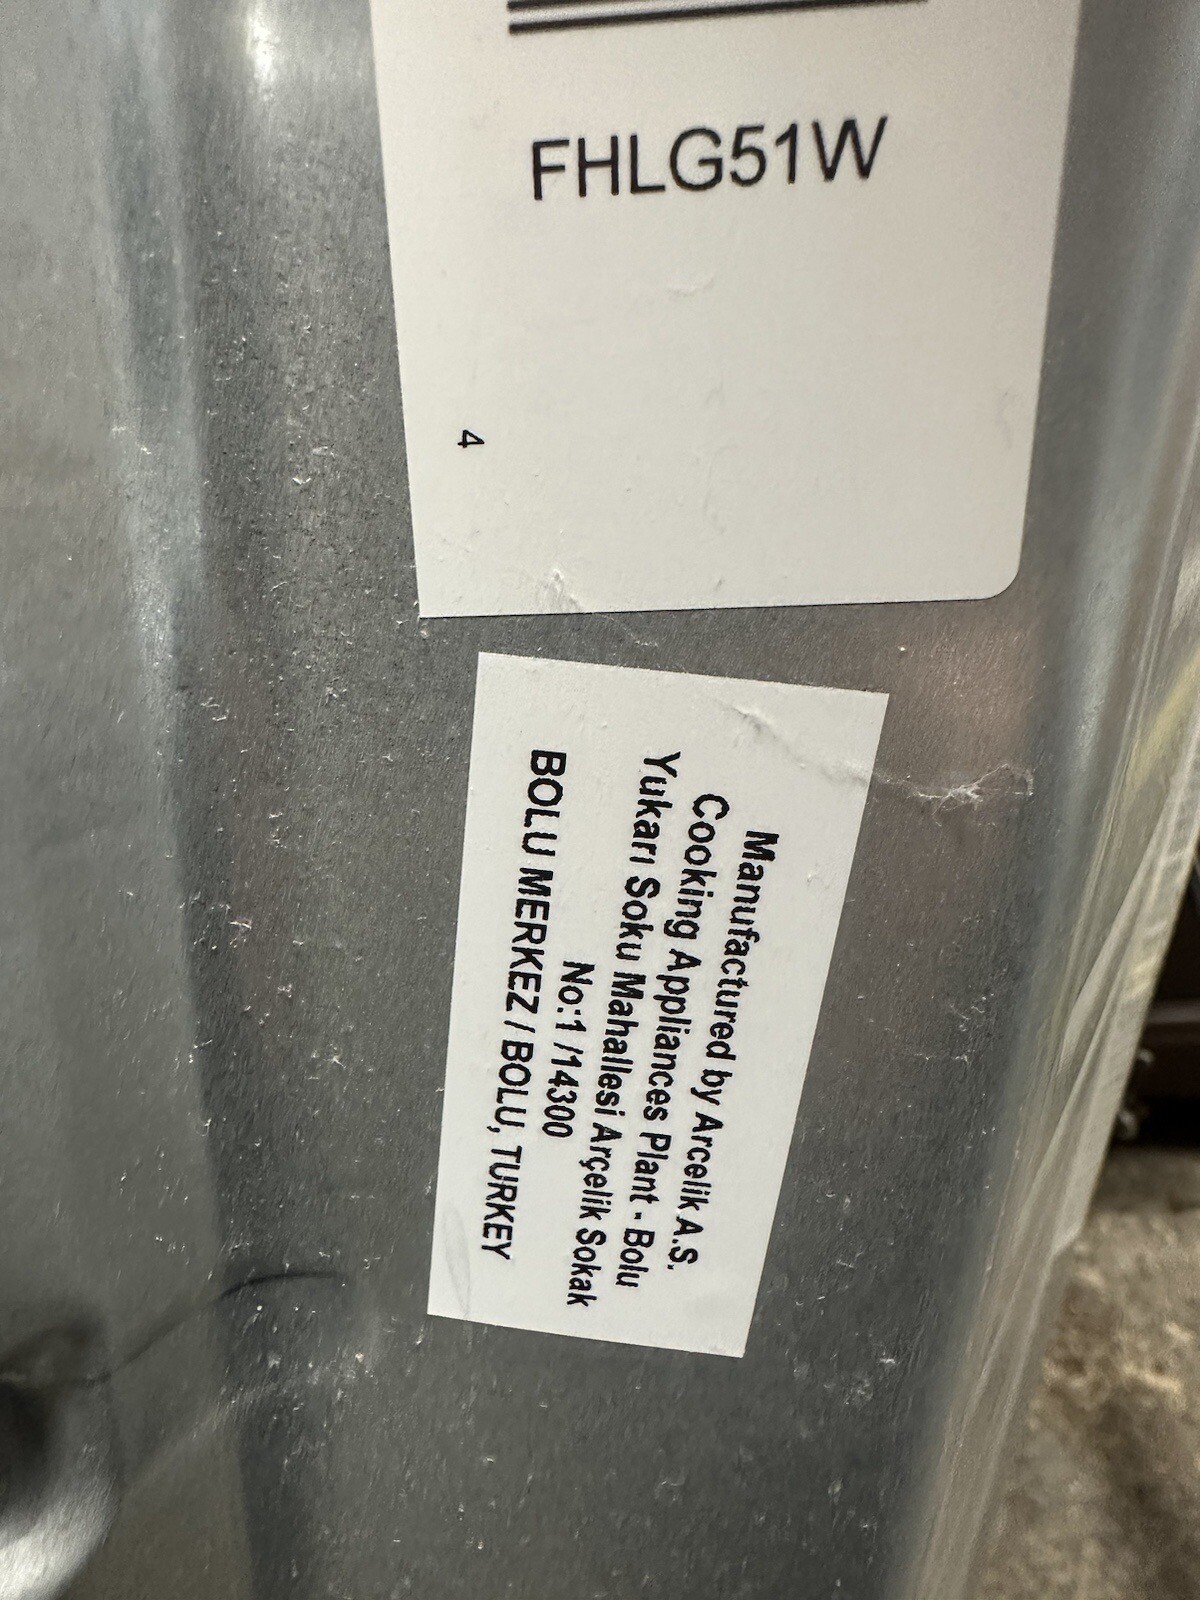 FHLG51W
4
Manufactured by Arcelik A.S.
Cooking Appliances Plant - Bolu
Yukarı Soku Mahallesi Arçelik Sokak
No:1 /14300
BOLU MERKEZ / BOLU, TURKEY